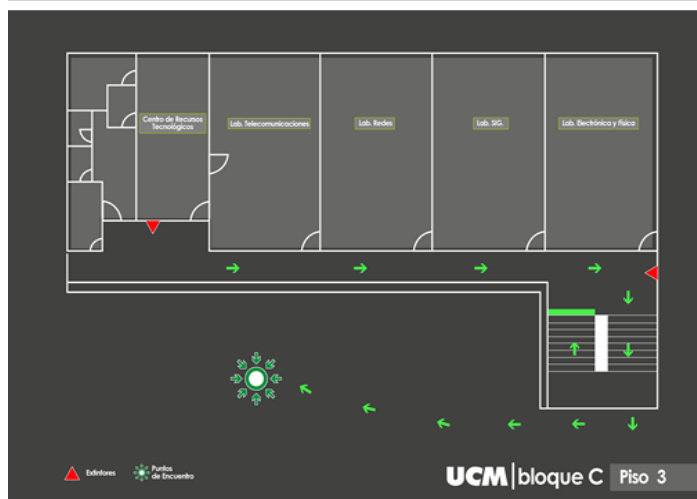 Centro de Recursos
Tecnológicos
Lab. Telecomunicaciones
Lab. Redes
Lab. SIG.
Lab. Electrónica y Física
Extintores
Puntos
de Encuentro
UCM bloque C Piso 3